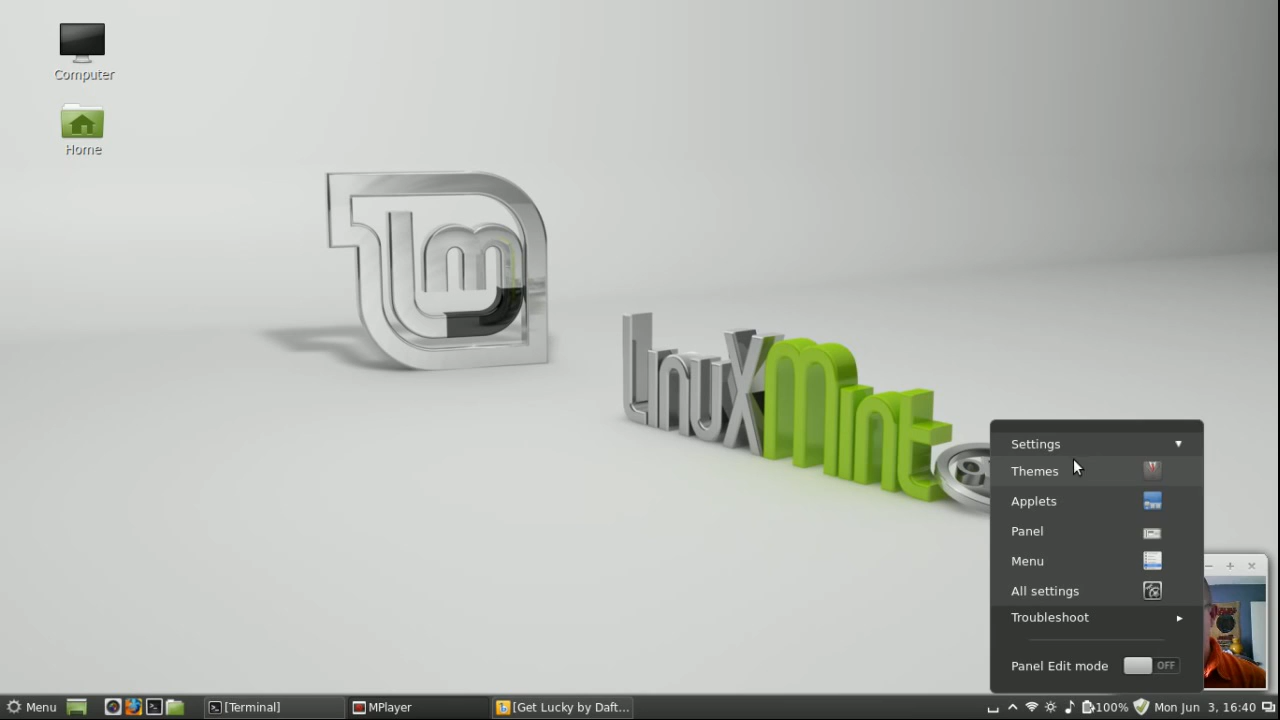 Computer
Home
lm
LinuxMint
Settings
Themes
Applets
Panel
Menu
All settings
Troubleshoot
Panel Edit mode OFF
Menu [Terminal] MPlayer [Get Lucky by Daft... 100% Mon Jun 3, 16:40